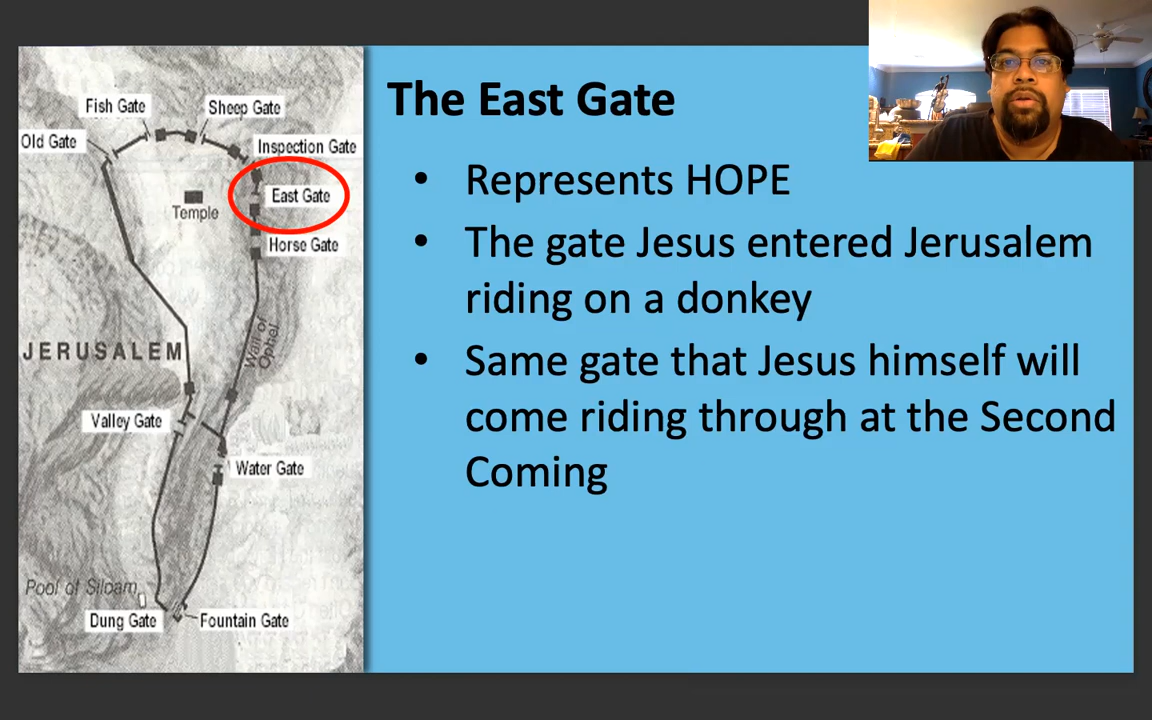 The East Gate
• Represents HOPE
• The gate Jesus entered Jerusalem
riding on a donkey
• Same gate that Jesus himself will
come riding through at the Second
Coming
Fish Gate
Sheep Gate
Old Gate
Inspection Gate
East Gate
Temple
Horse Gate
Wall of
Ophel
JERUSALEM
Valley Gate
Water Gate
Pool of Siloam
Dung Gate
Fountain Gate